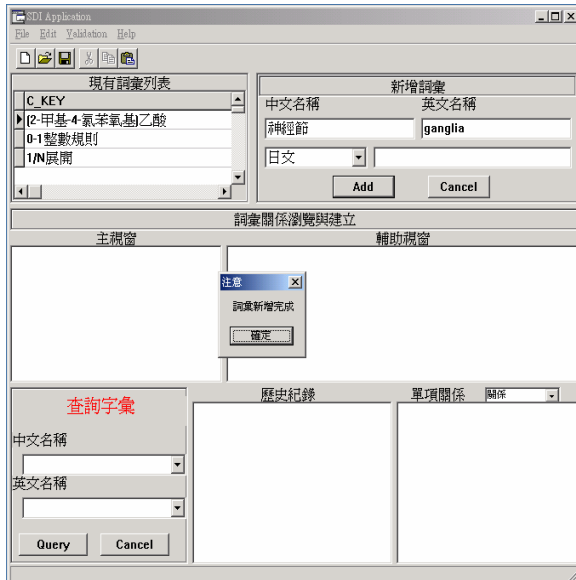 SDI Application
File Edit Validation Help
現有詞彙列表
C_KEY
(2-甲基-4-氯苯氧基)乙酸
0-1整數規則
1/N展開
新增詞彙
中文名稱 英文名稱
神經節 ganglia
日文
Add Cancel
詞彙關係瀏覽與建立
主視窗 輔助視窗
注意
詞彙新增完成
確定
查詢字彙
中文名稱
英文名稱
Query Cancel
歷史紀錄
單項關係 關係